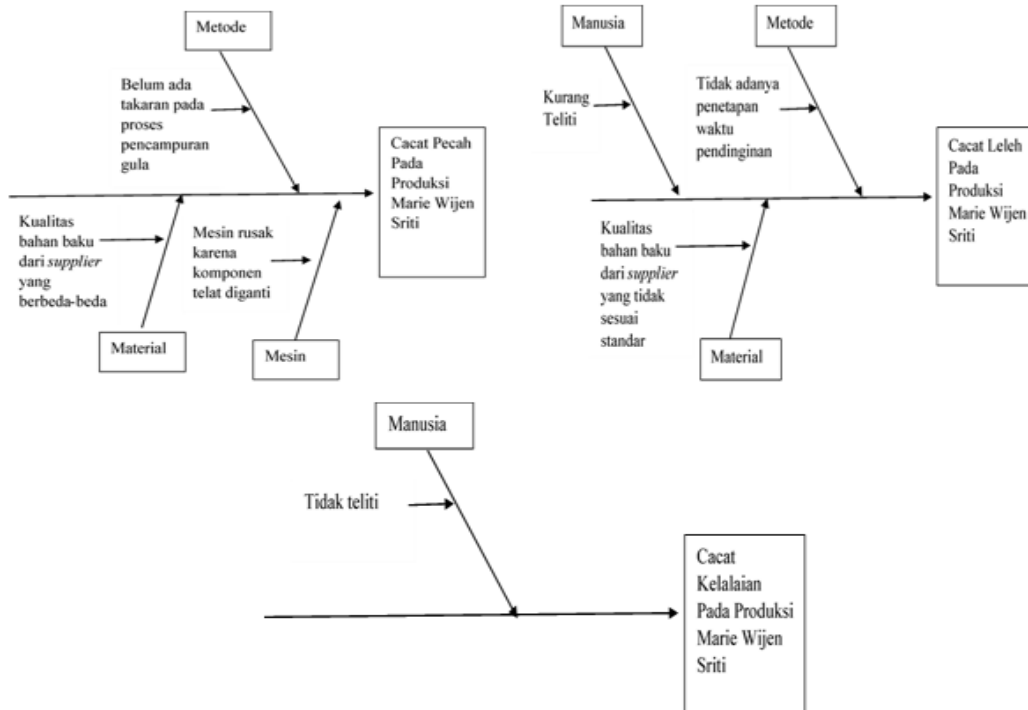 Metode
Belum ada
takaran pada
proses
pencampuran
gula
Cacat Pecah
Pada
Produksi
Marie Wijen
Sriti
Kualitas
bahan baku
dari supplier
yang
berbeda-beda
Mesin rusak
karena
komponen
telat diganti
Material
Mesin
Manusia
Metode
Kurang
Teliti
Tidak adanya
penetapan
waktu
pendinginan
Cacat Leleh
Pada
Produksi
Marie Wijen
Sriti
Kualitas
bahan baku
dari supplier
yang tidak
sesuai
standar
Material
Manusia
Tidak teliti
Cacat
Kelalaian
Pada Produksi
Marie Wijen
Sriti